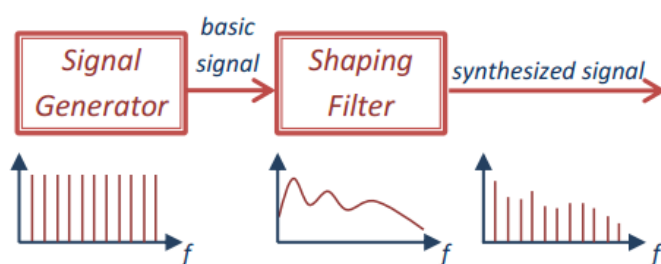 basic
signal
Signal
Generator
Shaping
Filter
synthesized signal
f
f
f